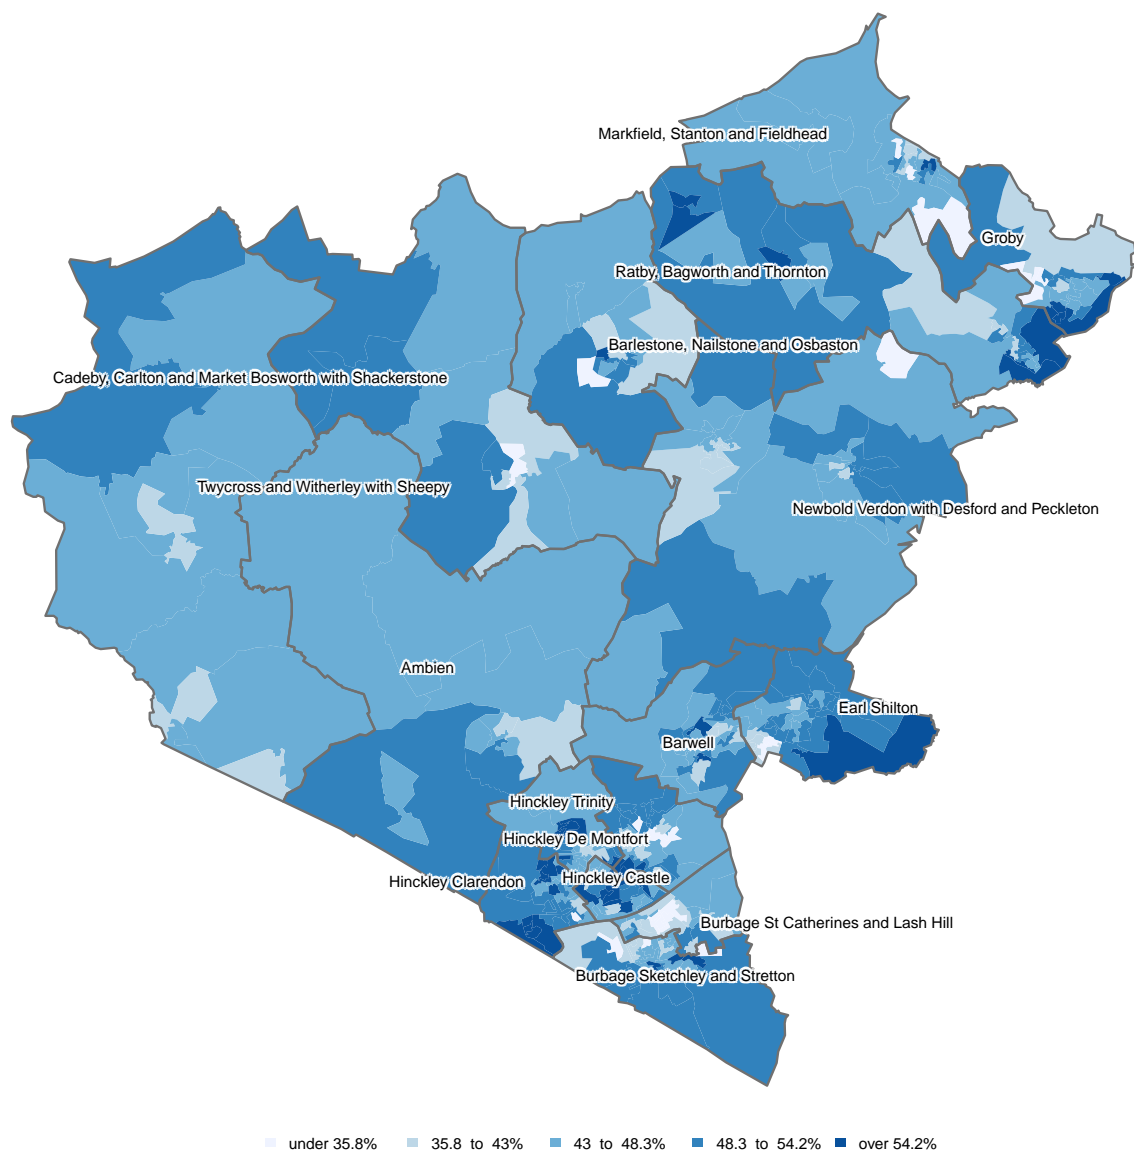 Markfield, Stanton and Fieldhead
Groby
Ratby, Bagworth and Thornton
Barlestone, Nailstone and Osbaston
Cadeby, Carlton and Market Bosworth with Shackerstone
Twycross and Witherley with Sheepy
Newbold Verdon with Desford and Peckleton
Ambien
Earl Shilton
Barwell
Hinckley Trinity
Hinckley De Montfort
Hinckley Castle
Hinckley Clarendon
Burbage St Catherines and Lash Hill
Burbage Sketchley and Stretton
under 35.8% 35.8 to 43% 43 to 48.3% 48.3 to 54.2% over 54.2%